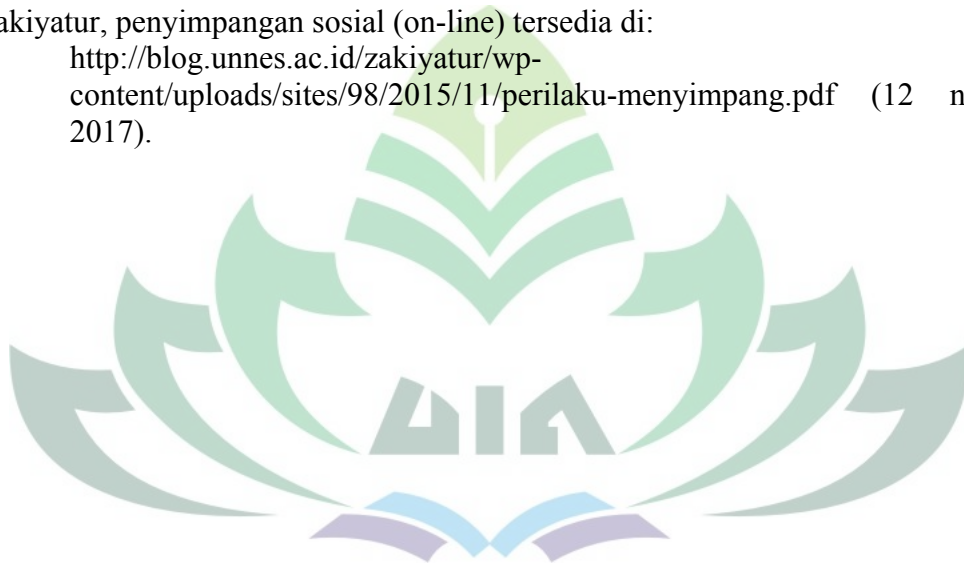 akiyatur, penyimpangan sosial (on-line) tersedia di:
http://blog.unnes.ac.id/zakiyatur/wp-
content/uploads/sites/98/2015/11/perilaku-menyimpang.pdf (12 n
2017).
UIN